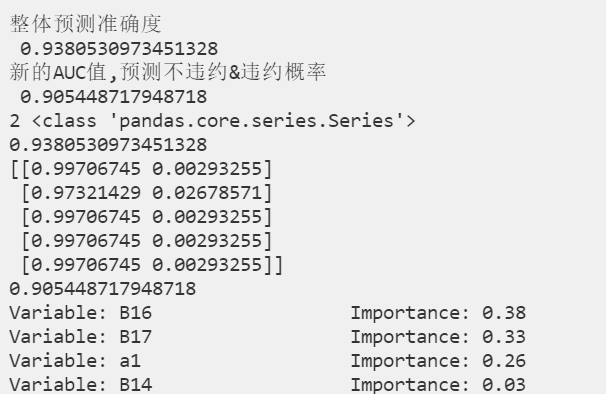 整体预测准确度
0.9380530973451328
新的AUC值,预测不违约&违约概率
0.905448717948718
2 <class 'pandas.core.series.Series'>
0.9380530973451328
[[0.99706745 0.00293255]
[0.97321429 0.02678571]
[0.99706745 0.00293255]
[0.99706745 0.00293255]
[0.99706745 0.00293255]]
0.905448717948718
Variable: B16 Importance: 0.38
Variable: B17 Importance: 0.33
Variable: a1 Importance: 0.26
Variable: B14 Importance: 0.03